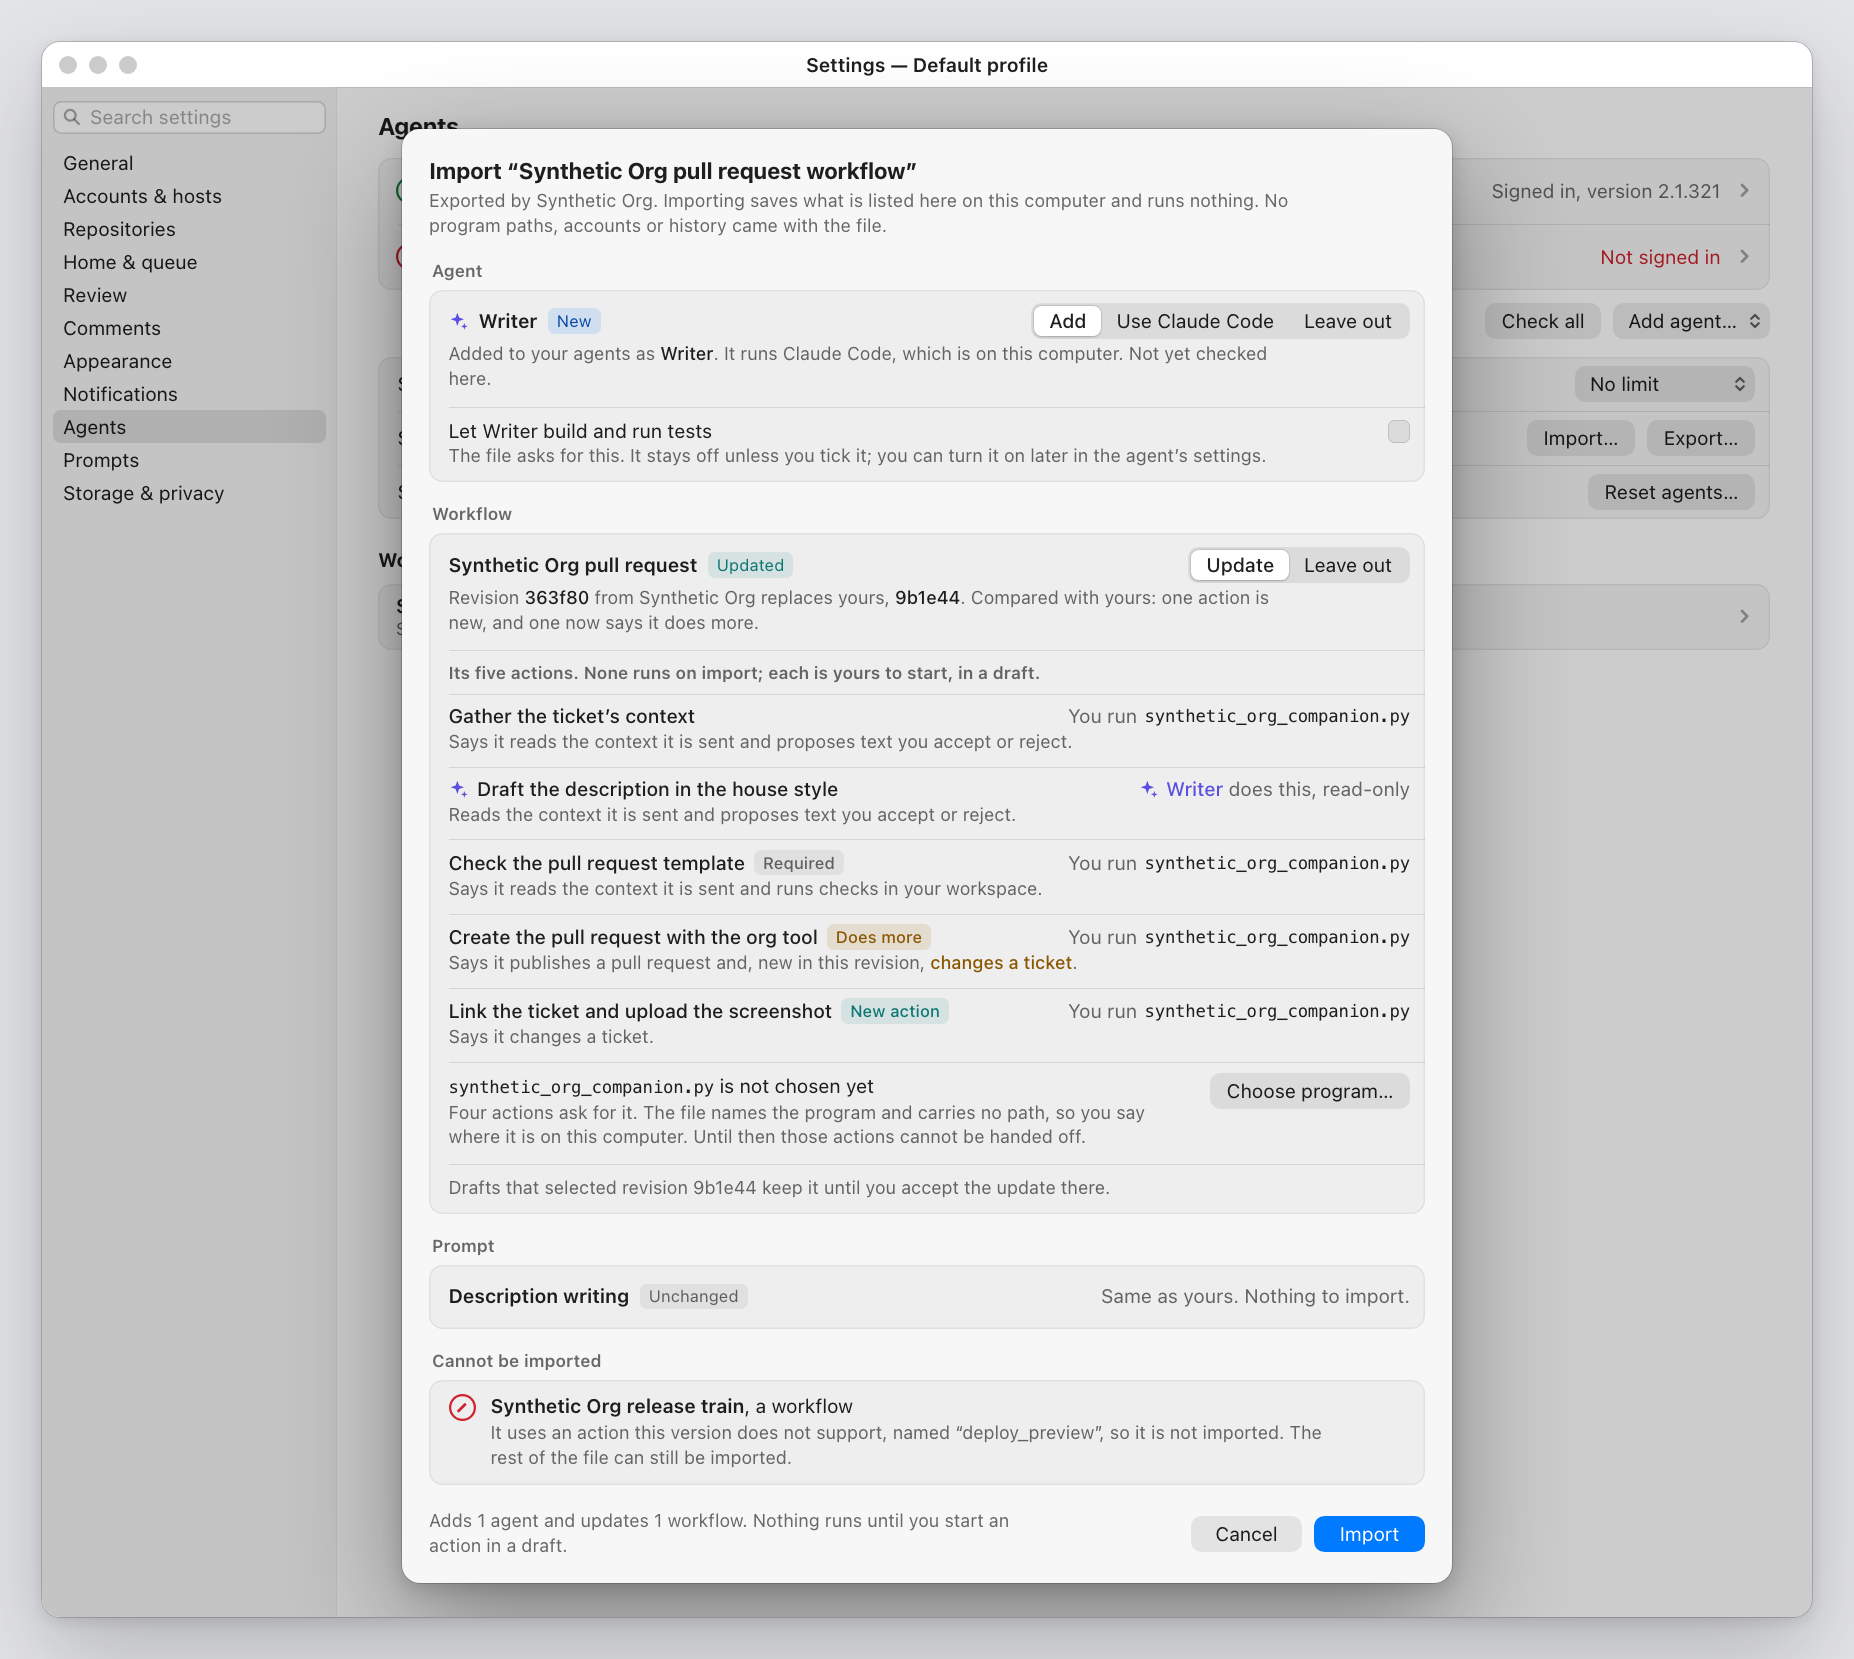 Settings — Default profile
Search settings
General
Accounts & hosts
Repositories
Home & queue
Review
Comments
Appearance
Notifications
Agents
Prompts
Storage & privacy
Agents
Signed in, version 2.1.321
Not signed in
Check all
Add agent...
No limit
Import...
Export...
Reset agents...
Import “Synthetic Org pull request workflow”
Exported by Synthetic Org. Importing saves what is listed here on this computer and runs nothing. No
program paths, accounts or history came with the file.
Agent
Writer New
Add Use Claude Code Leave out
Added to your agents as Writer. It runs Claude Code, which is on this computer. Not yet checked
here.
Let Writer build and run tests
The file asks for this. It stays off unless you tick it; you can turn it on later in the agent’s settings.
Workflow
Synthetic Org pull request Updated
Update Leave out
Revision 363f80 from Synthetic Org replaces yours, 9b1e44. Compared with yours: one action is
new, and one now says it does more.
Its five actions. None runs on import; each is yours to start, in a draft.
Gather the ticket’s context
You run synthetic_org_companion.py
Says it reads the context it is sent and proposes text you accept or reject.
Draft the description in the house style
Writer does this, read-only
Reads the context it is sent and proposes text you accept or reject.
Check the pull request template Required
You run synthetic_org_companion.py
Says it reads the context it is sent and runs checks in your workspace.
Create the pull request with the org tool Does more
You run synthetic_org_companion.py
Says it publishes a pull request and, new in this revision, changes a ticket.
Link the ticket and upload the screenshot New action
You run synthetic_org_companion.py
Says it changes a ticket.
synthetic_org_companion.py is not chosen yet
Choose program...
Four actions ask for it. The file names the program and carries no path, so you say
where it is on this computer. Until then those actions cannot be handed off.
Drafts that selected revision 9b1e44 keep it until you accept the update there.
Prompt
Description writing Unchanged
Same as yours. Nothing to import.
Cannot be imported
Synthetic Org release train, a workflow
It uses an action this version does not support, named “deploy_preview”, so it is not imported. The
rest of the file can still be imported.
Adds 1 agent and updates 1 workflow. Nothing runs until you start an
action in a draft.
Cancel
Import